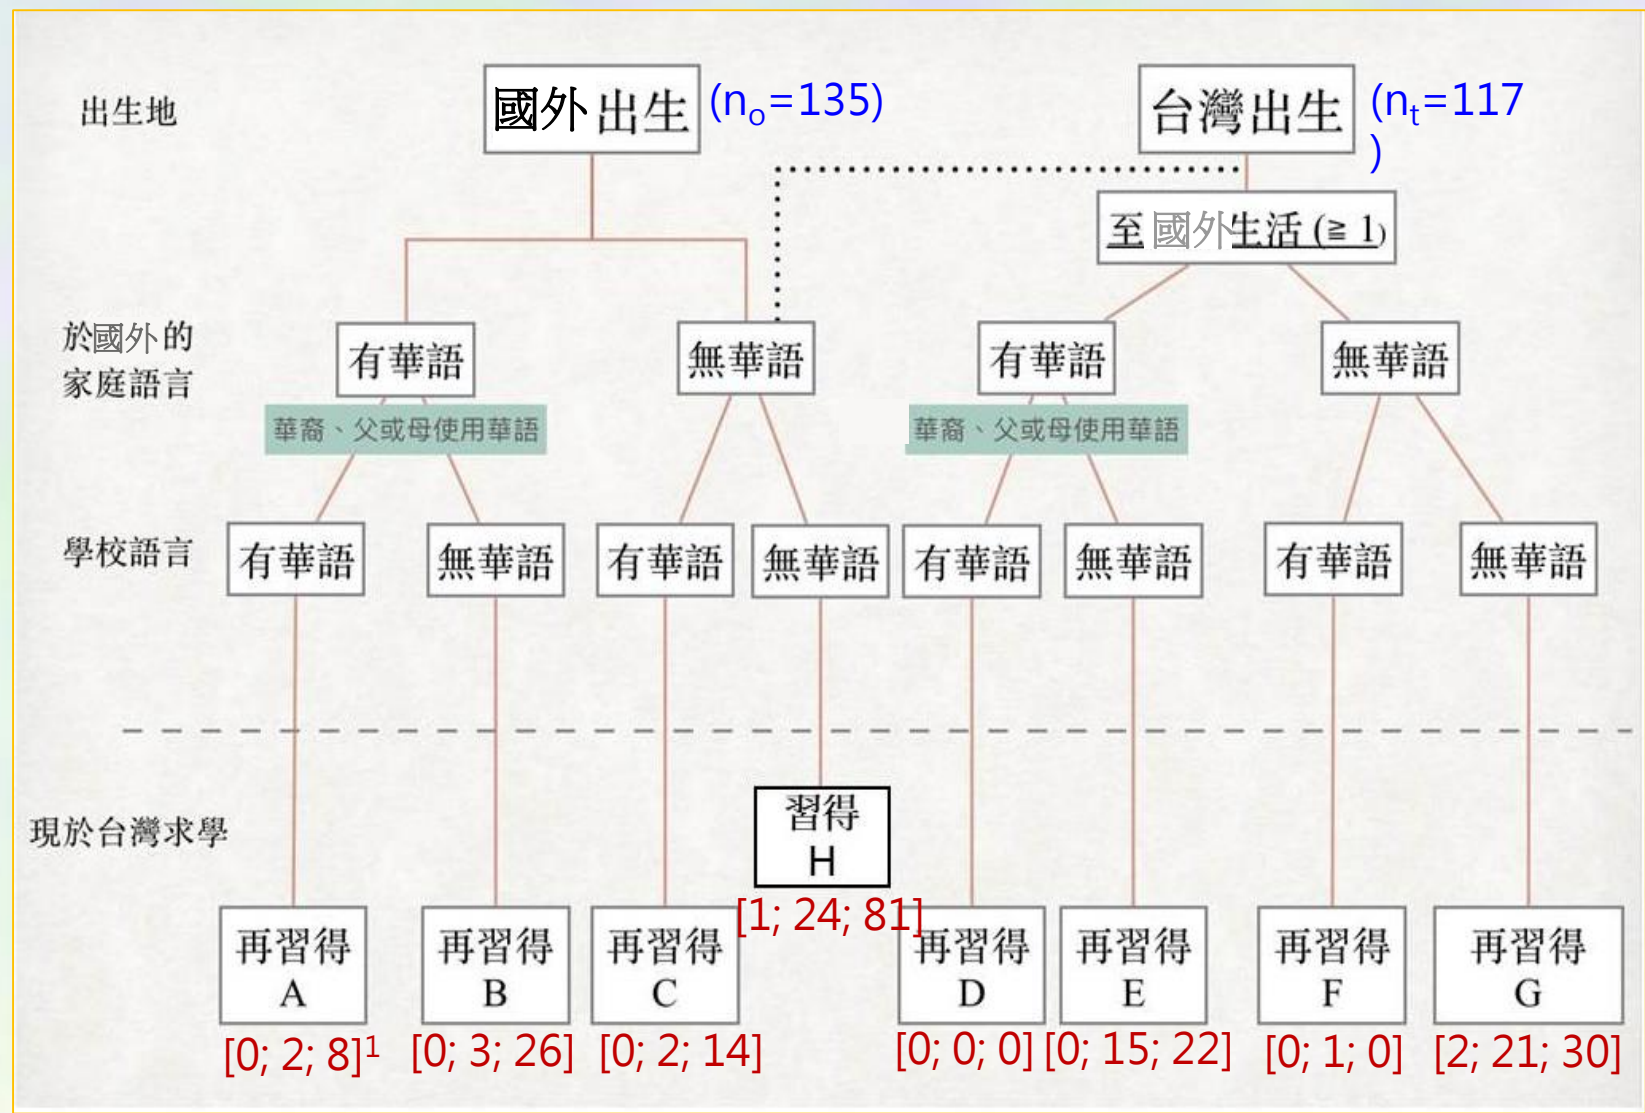 出生地
國外 出生
(nₒ=135)
台灣出生
(nₜ=117
)
至 國外生活 (≧ 1)
於國外的
家庭語言
有華語
無華語
有華語
無華語
華裔、父或母使用華語
華裔、父或母使用華語
學校語言
有華語
無華語
有華語
無華語
有華語
無華語
有華語
無華語
現於台灣求學
習得
H
[1; 24; 81]
再習得
A
再習得
B
再習得
C
再習得
D
再習得
E
再習得
F
再習得
G
[0; 2; 8]¹
[0; 3; 26]
[0; 2; 14]
[0; 0; 0]
[0; 15; 22]
[0; 1; 0]
[2; 21; 30]